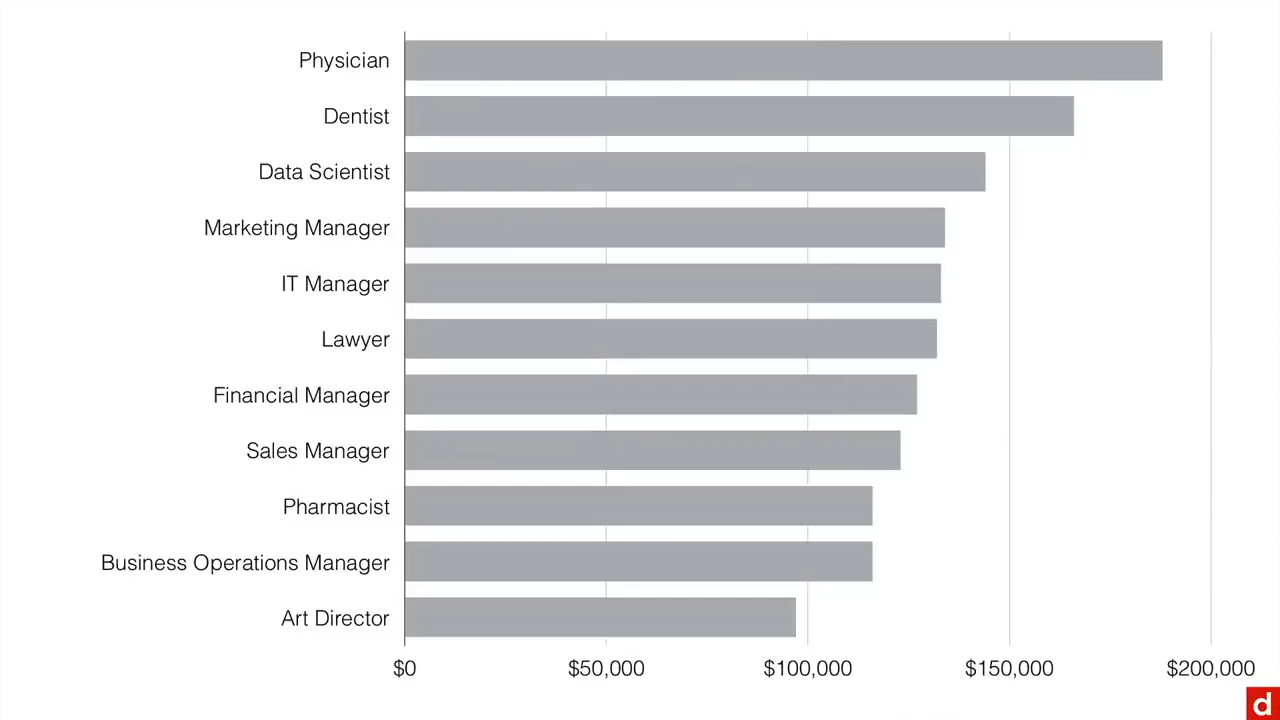 Physician
Dentist
Data Scientist
Marketing Manager
IT Manager
Lawyer
Financial Manager
Sales Manager
Pharmacist
Business Operations Manager
Art Director
$0 $50,000 $100,000 $150,000 $200,000
d